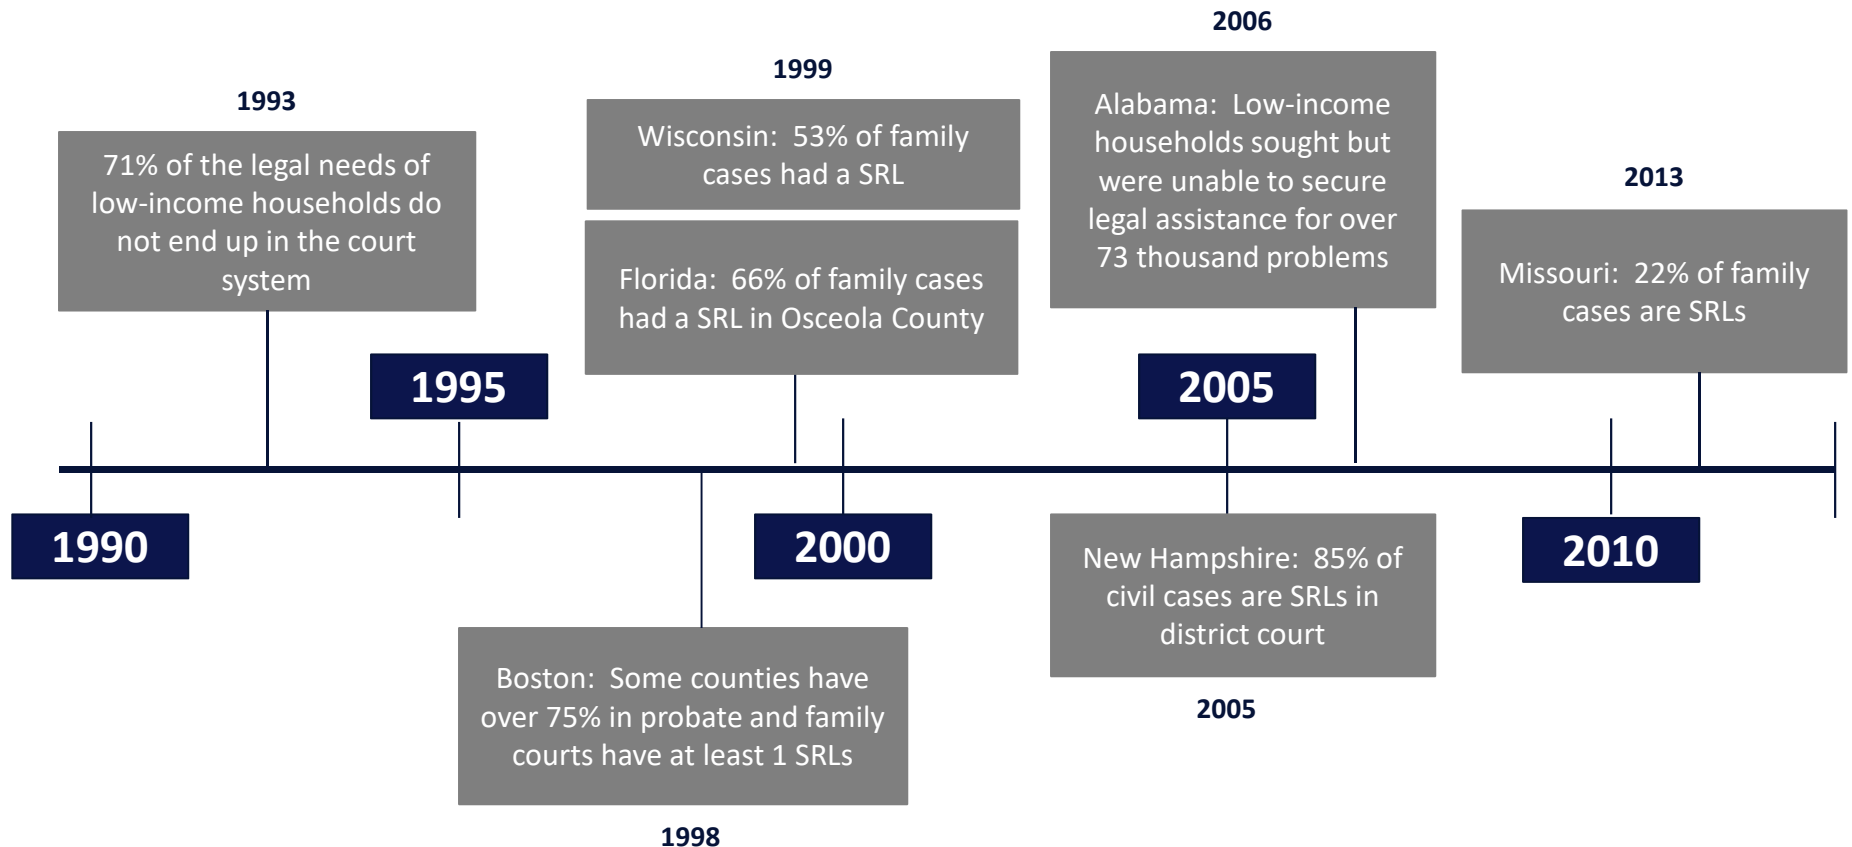 2006
1999
1993
Alabama:  Low-income
households sought but
were unable to secure
legal assistance for over
73 thousand problems
Wisconsin:  53% of family
cases had a SRL
71% of the legal needs of
low-income households do
not end up in the court
system
2013
Florida:  66% of family cases
had a SRL in Osceola County
Missouri:  22% of family
cases are SRLs
1995
2005
1990
2000
2010
New Hampshire:  85% of
civil cases are SRLs in
district court
2005
Boston:  Some counties have
over 75% in probate and family
courts have at least 1 SRLs
1998